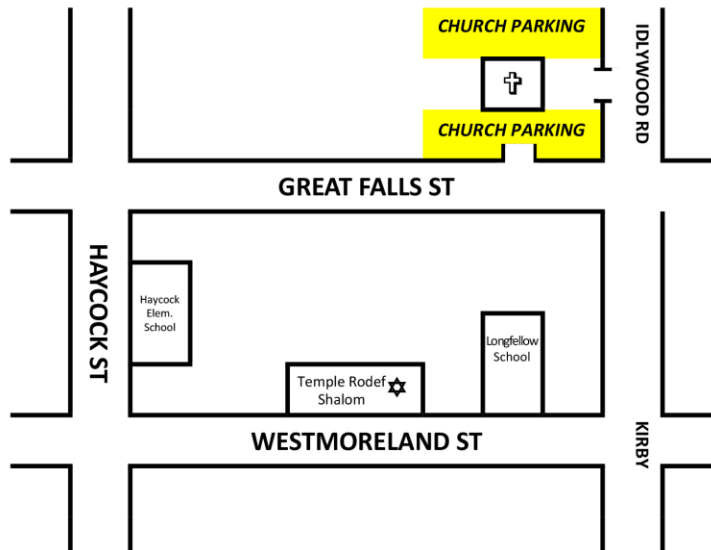 CHURCH PARKING
IDLYWOOD RD
CHURCH PARKING
GREAT FALLS ST
HAYCOCK ST
Haycock
Elem.
School
Longfellow
School
Temple Rodef
Shalom
WESTMORELAND ST
KIRBY